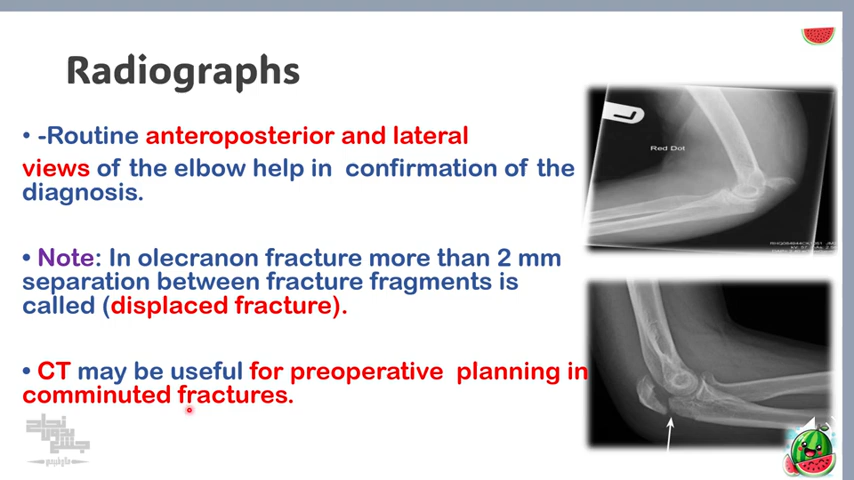 Radiographs
• -Routine anteroposterior and lateral
views of the elbow help in confirmation of the
diagnosis.
• Note: In olecranon fracture more than 2 mm
separation between fracture fragments is
called (displaced fracture).
• CT may be useful for preoperative planning in
comminuted fractures.
Red Dot